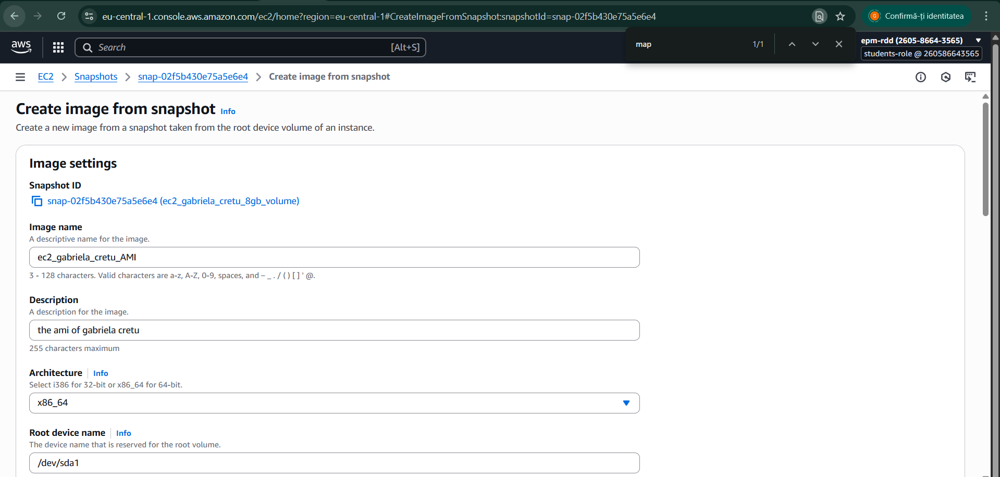 eu-central-1.console.aws.amazon.com/ec2/home?region=eu-central-1#CreateImageFromSnapshot:snapshotId=snap-02f5b430e75a5e6e4
G Confirmă-ți identitatea
map 1/1
aws Search [Alt+S]
epm-rdd (2605-8664-3565)
students-role @ 260586643565
EC2 > Snapshots > snap-02f5b430e75a5e6e4 > Create image from snapshot
Create image from snapshot Info
Create a new image from a snapshot taken from the root device volume of an instance.
Image settings
Snapshot ID
snap-02f5b430e75a5e6e4 (ec2_gabriela_cretu_8gb_volume)
Image name
A descriptive name for the image.
ec2_gabriela_cretu_AMI
3 - 128 characters. Valid characters are a-z, A-Z, 0-9, spaces, and – _ . / ( ) [ ] ' @.
Description
A description for the image.
the ami of gabriela cretu
255 characters maximum
Architecture Info
Select i386 for 32-bit or x86_64 for 64-bit.
x86_64
Root device name Info
The device name that is reserved for the root volume.
/dev/sda1